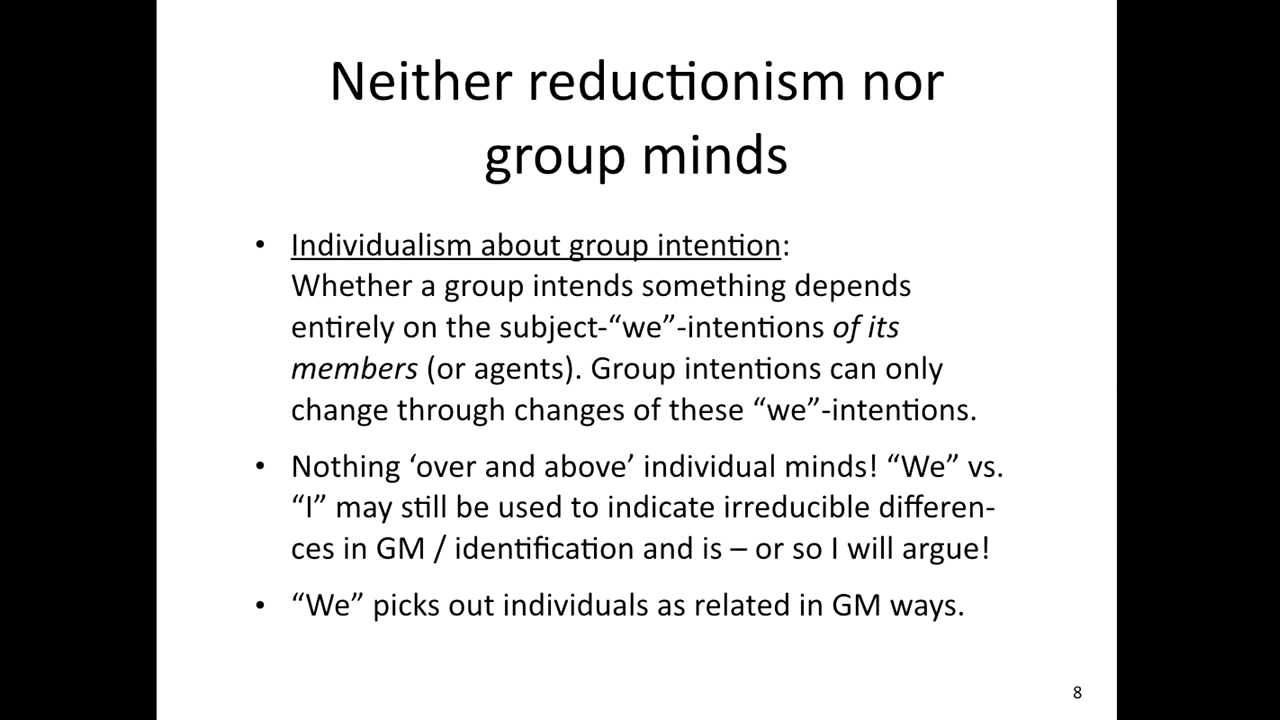 Neither reductionism nor
group minds
• Individualism about group intention:
Whether a group intends something depends
entirely on the subject-“we”-intentions of its
members (or agents). Group intentions can only
change through changes of these “we”-intentions.
• Nothing ‘over and above’ individual minds! “We” vs.
“I” may still be used to indicate irreducible differen-
ces in GM / identification and is – or so I will argue!
• “We” picks out individuals as related in GM ways.
8